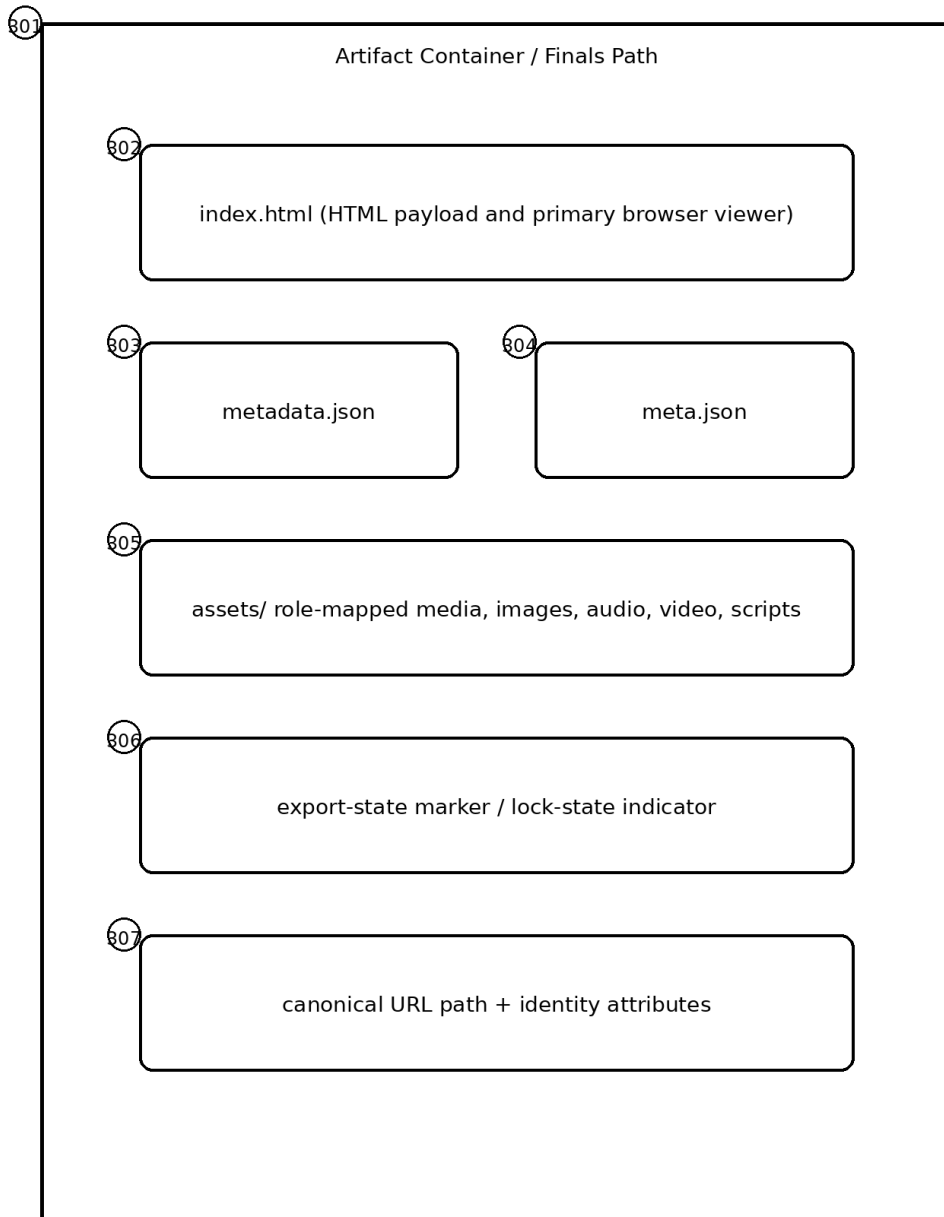 301
Artifact Container / Finals Path
302
index.html (HTML payload and primary browser viewer)
303
304
metadata.json
meta.json
305
assets/ role-mapped media, images, audio, video, scripts
306
export-state marker / lock-state indicator
307
canonical URL path + identity attributes